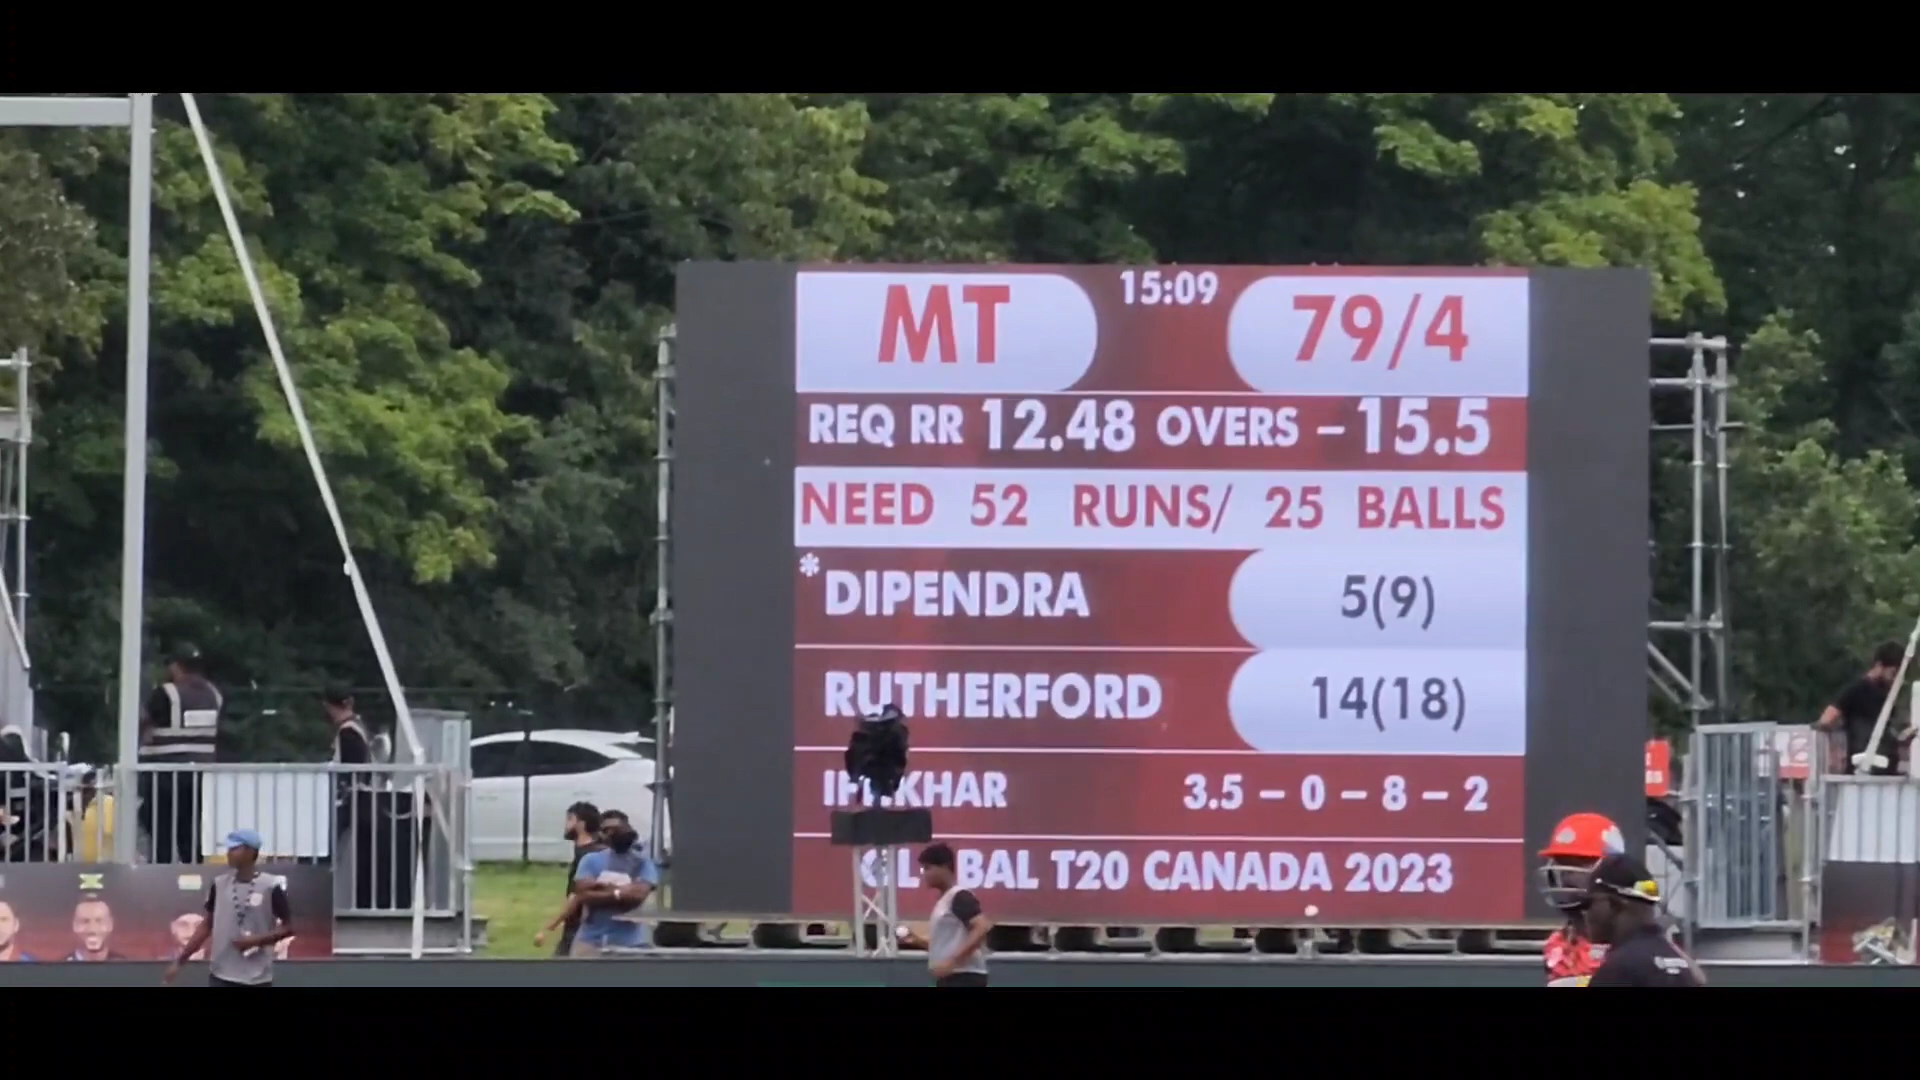 15:09
MT 79/4
REQ RR 12.48 OVERS - 15.5
NEED 52 RUNS/ 25 BALLS
*DIPENDRA 5(9)
RUTHERFORD 14(18)
3.5 - 0 - 8 - 2
T20 CANADA 2023